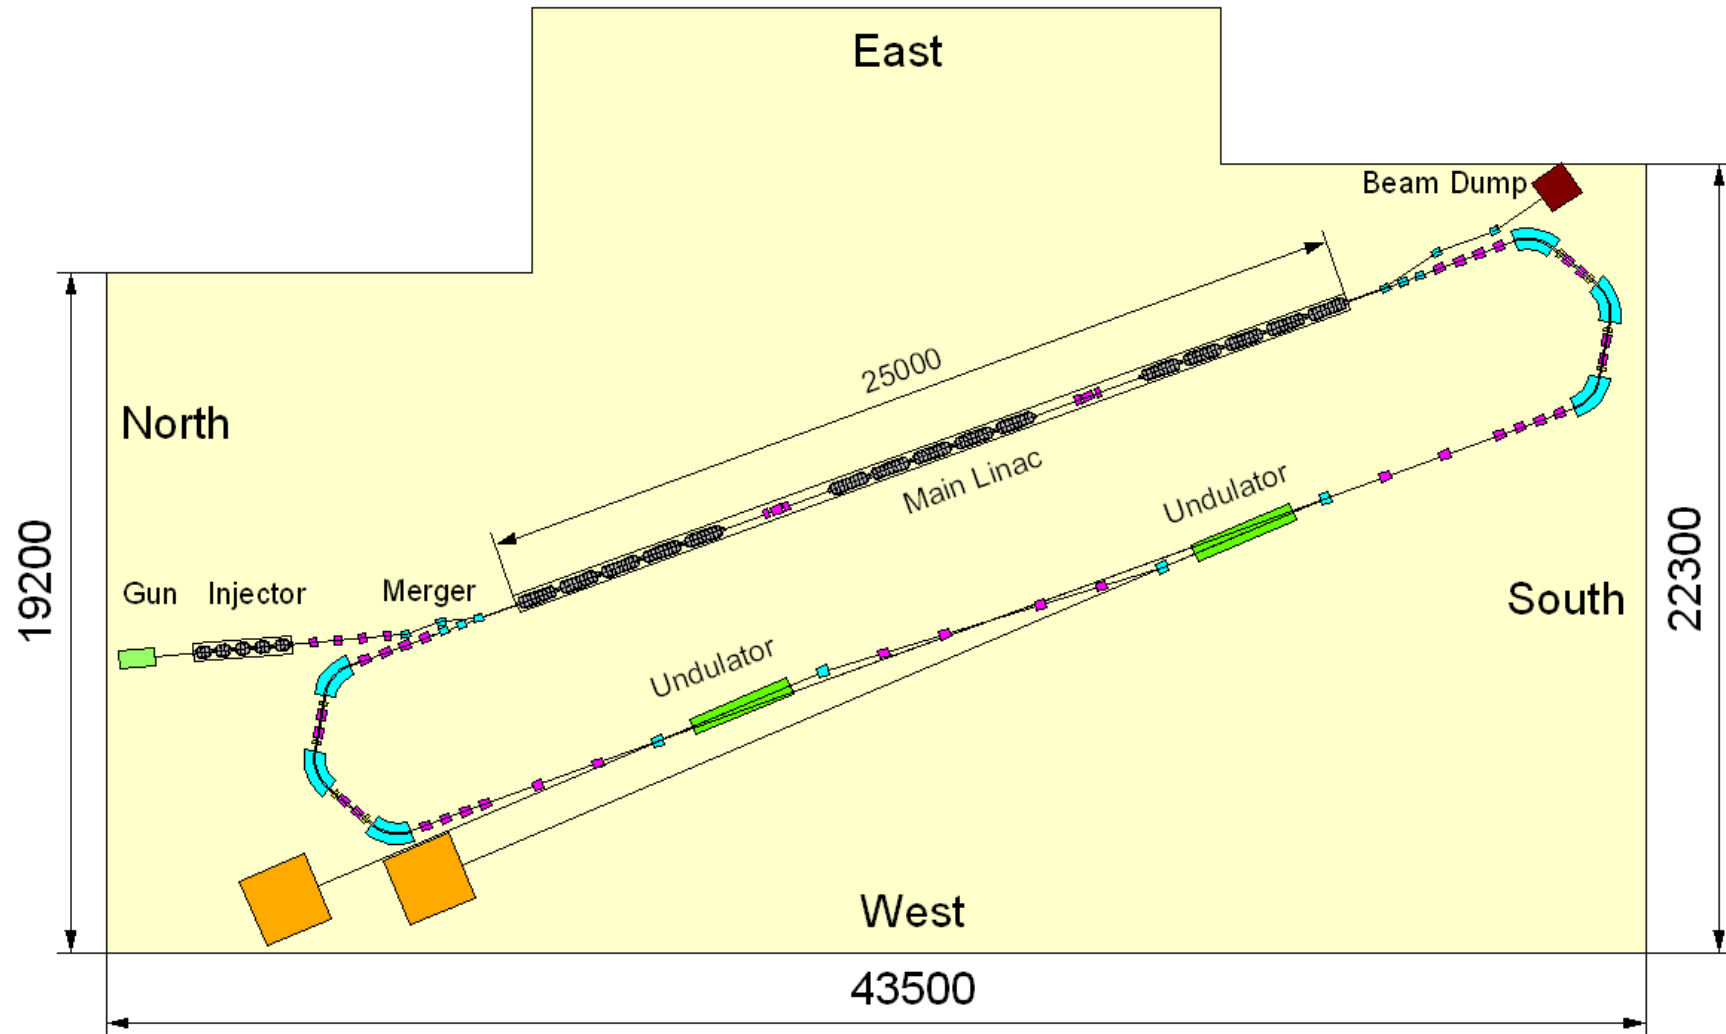 East
Beam Dump
25000
North
Main Linac
Undulator
19200
22300
Gun
Injector
Merger
South
Undulator
West
43500